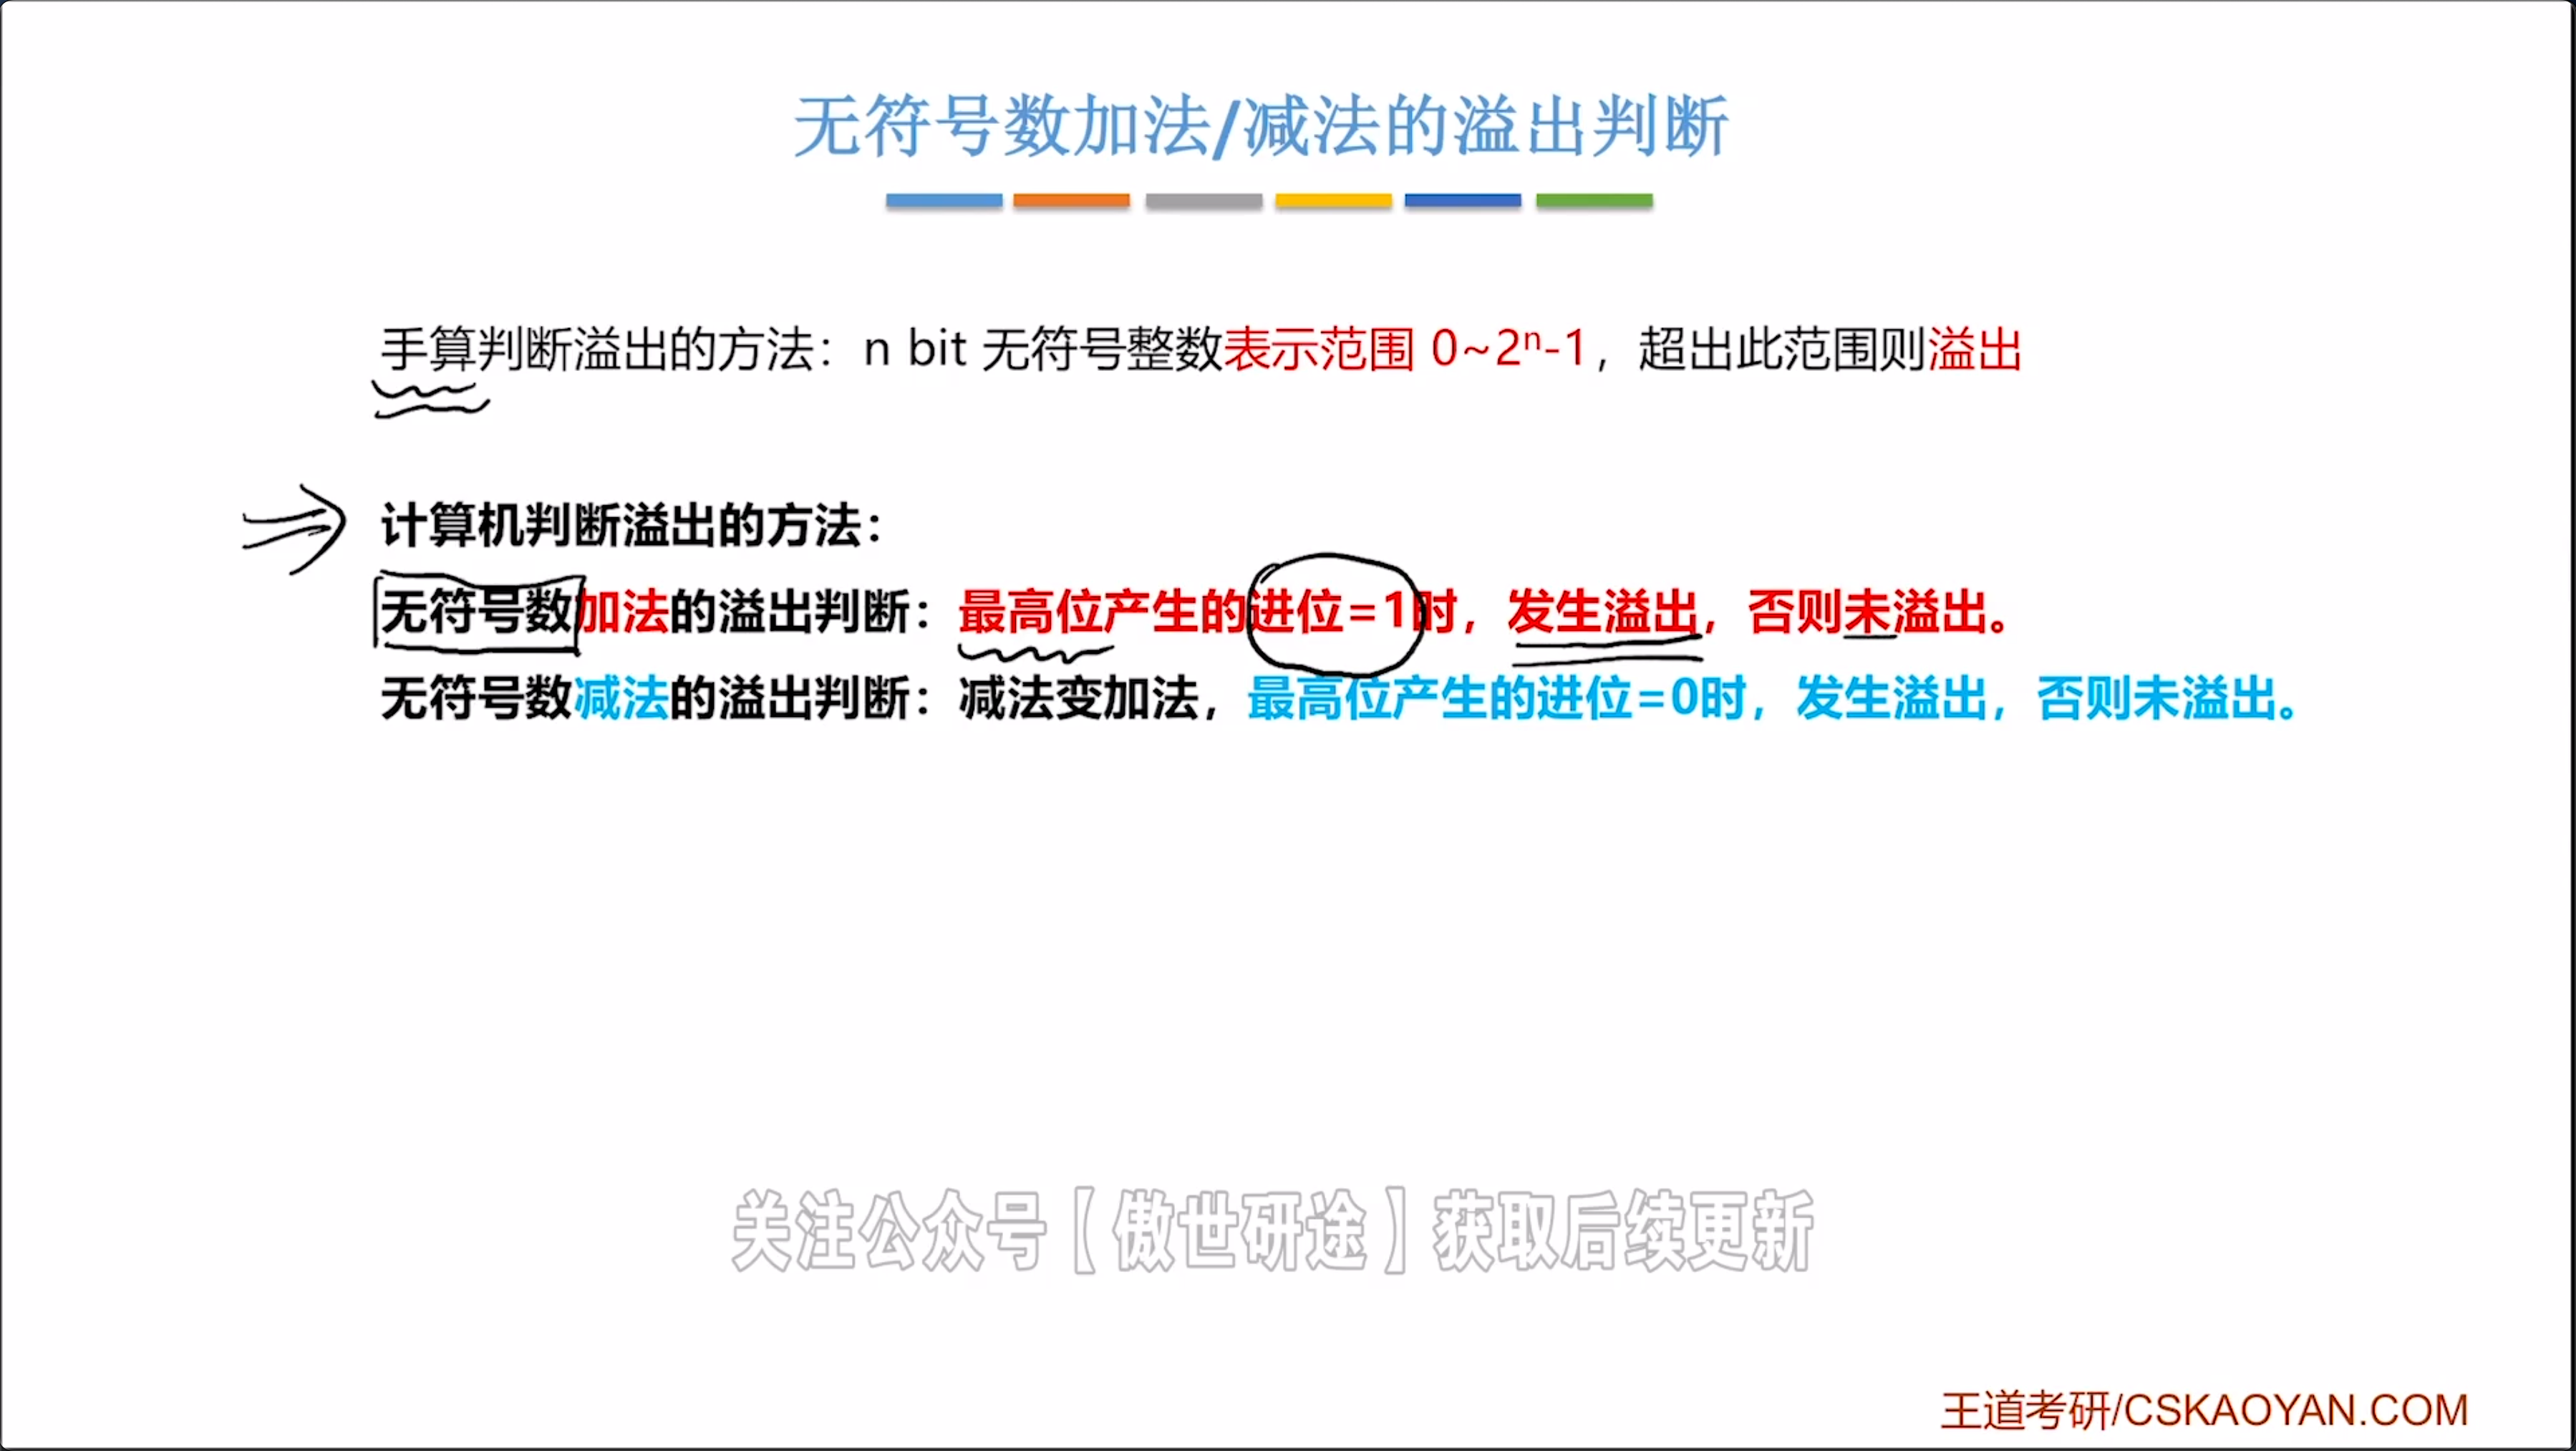 无符号数加法/减法的溢出判断
手算判断溢出的方法：n bit 无符号整数表示范围 0~2ⁿ-1，超出此范围则溢出
计算机判断溢出的方法：
无符号数加法的溢出判断：最高位产生的进位=1时，发生溢出，否则未溢出。
无符号数减法的溢出判断：减法变加法，最高位产生的进位=0时，发生溢出，否则未溢出。
关注公众号【傲世研途】获取后续更新
王道考研/CSKAOYAN.COM